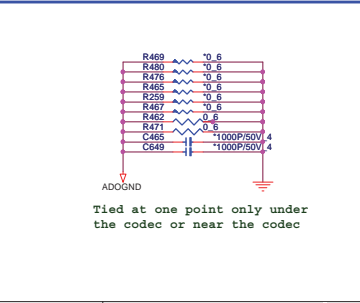 R469 *0_6
R480 *0_6
R476 *0_6
R465 *0_6
R259 *0_6
R467 *0_6
R462 0_6
R471 0_6
C465 *1000P/50V_4
C649 *1000P/50V_4
ADOGND
Tied at one point only under
the codec or near the codec